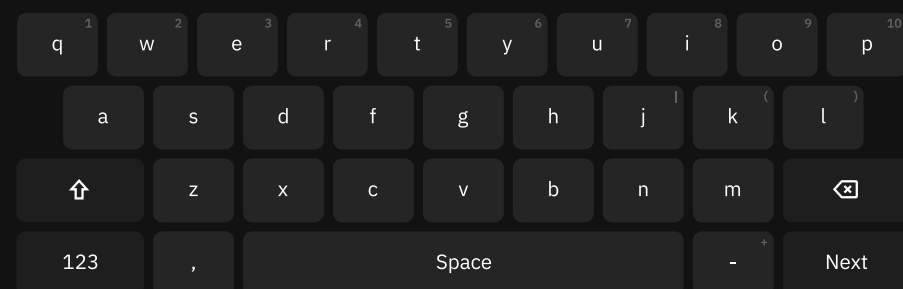 q 1 w 2 e 3 r 4 t 5 y 6 u 7 i 8 o 9 p 10
a s d f g h j | k ( l )
z x c v b n m
123 , Space - + Next